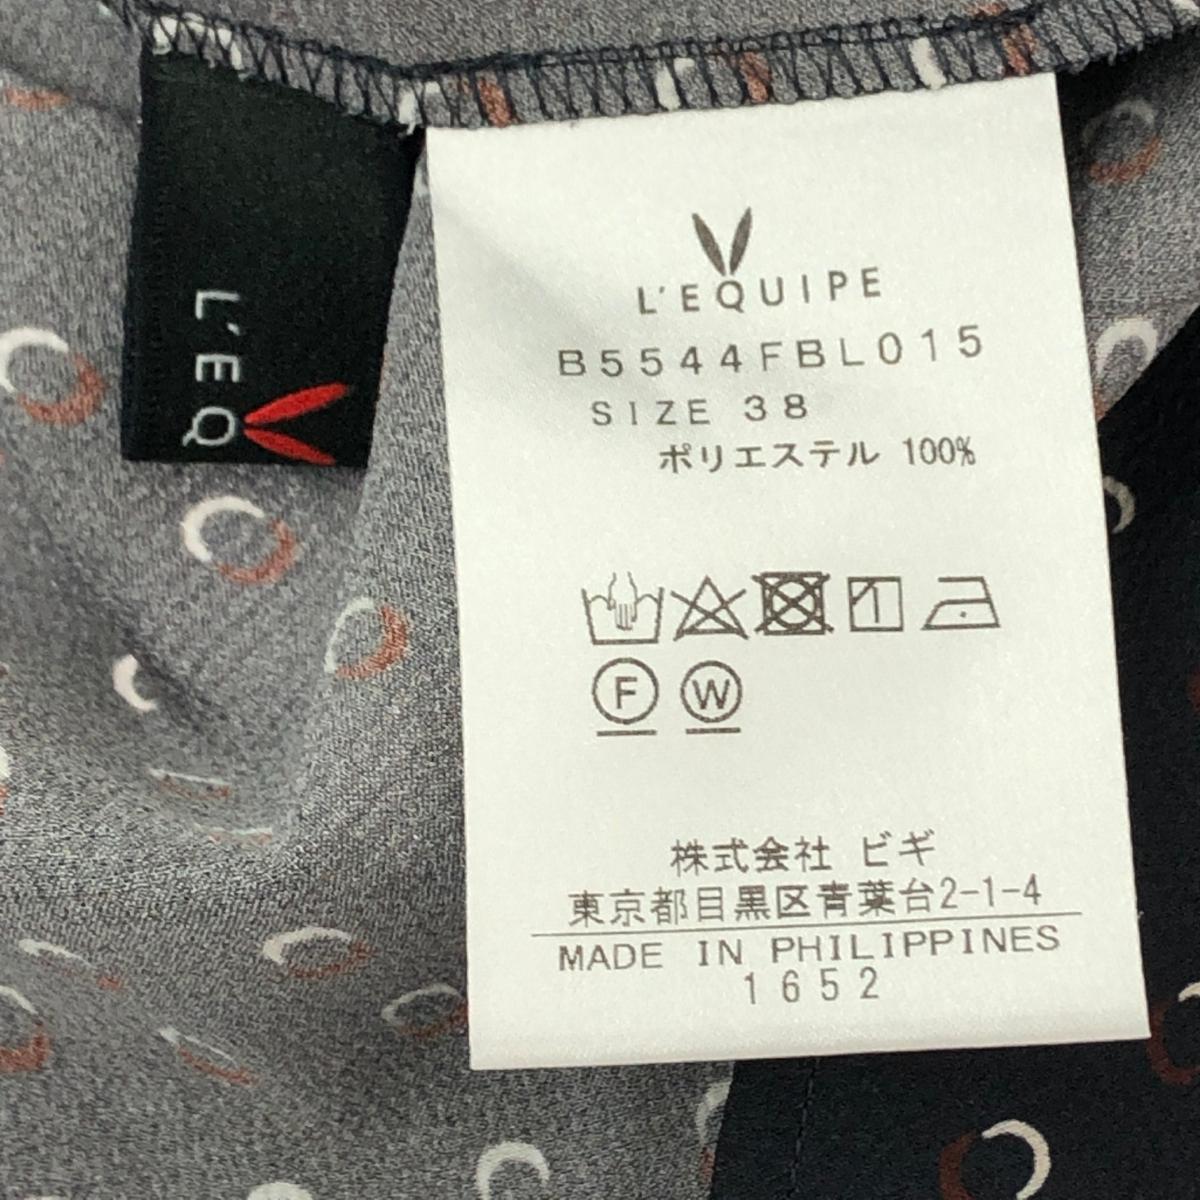 L'EQ
L'EQUIPE
B5544FBL015
SIZE 38
ポリエステル 100%
F W
株式会社 ビギ
東京都目黒区青葉台2-1-4
MADE IN PHILIPPINES
1652